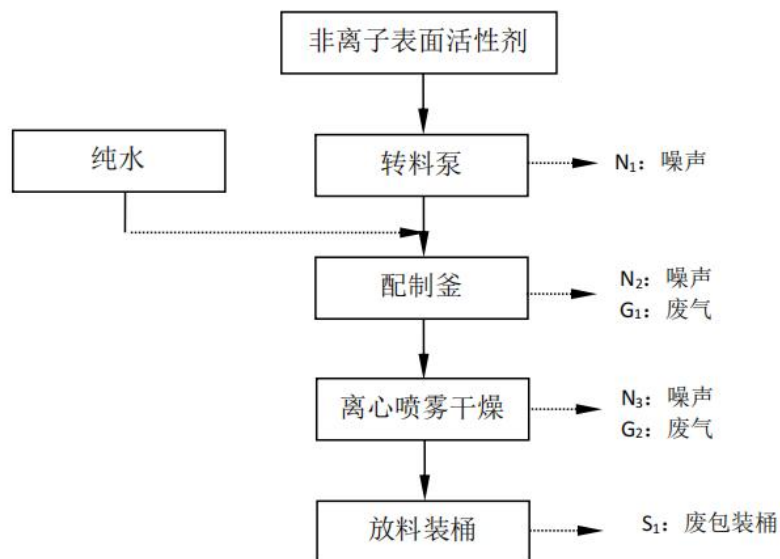 非离子表面活性剂
纯水
转料泵
N₁：噪声
配制釜
N₂：噪声
G₁：废气
离心喷雾干燥
N₃：噪声
G₂：废气
放料装桶
S₁：废包装桶